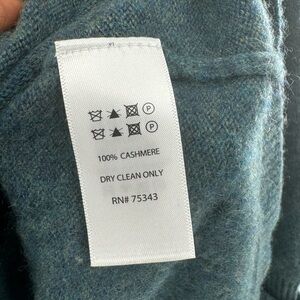 P
P
100% CASHMERE
DRY CLEAN ONLY
RN# 75343